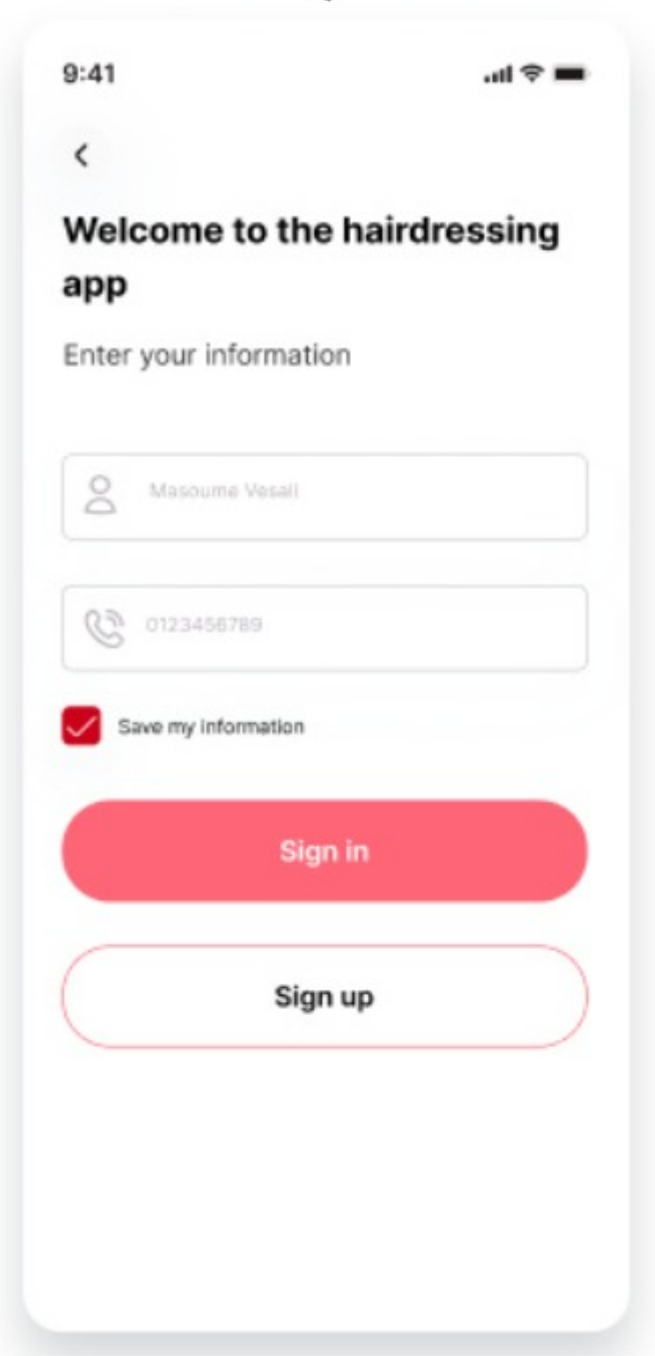 9:41
Welcome to the hairdressing
app
Enter your information
Masoume Vesali
0123456789
Save my information
Sign in
Sign up